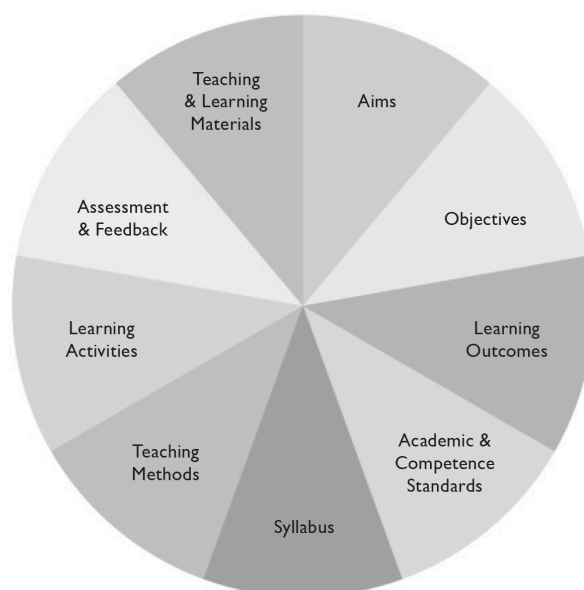 Teaching
& Learning
Materials
Aims
Objectives
Learning
Outcomes
Academic &
Competence
Standards
Syllabus
Teaching
Methods
Learning
Activities
Assessment
& Feedback